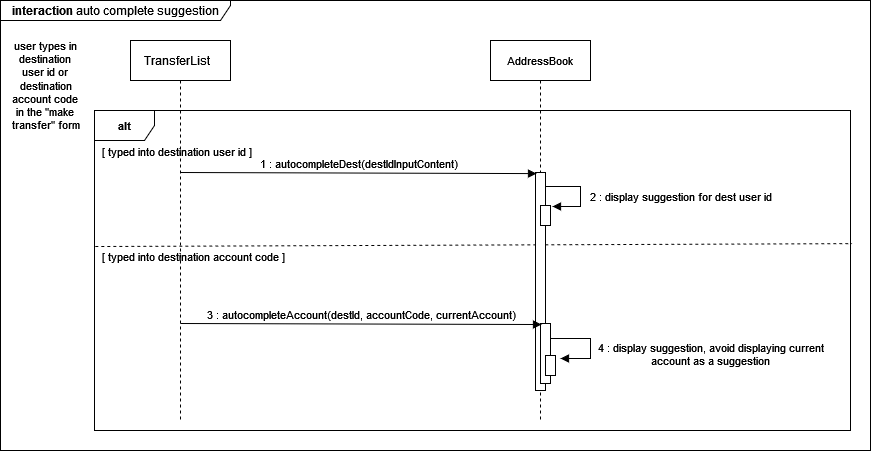 interaction auto complete suggestion
user types in
destination
user id or
destination
account code
in the "make
transfer" form
TransferList
AddressBook
alt
[ typed into destination user id ]
1 : autocompleteDest(destIdInputContent)
2 : display suggestion for dest user id
[ typed into destination account code ]
3 : autocompleteAccount(destId, accountCode, currentAccount)
4 : display suggestion, avoid displaying current
account as a suggestion